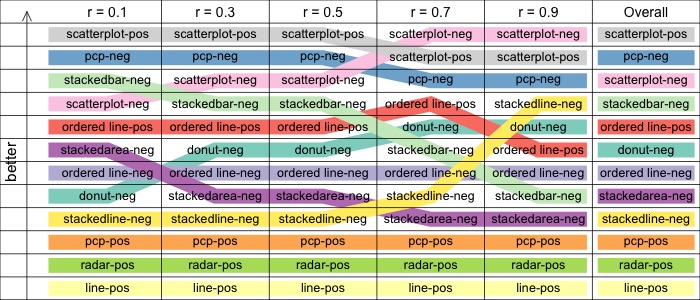 r = 0.1 r = 0.3 r = 0.5 r = 0.7 r = 0.9 Overall
scatterplot-pos scatterplot-pos scatterplot-pos scatterplot-neg scatterplot-neg scatterplot-pos
pcp-neg pcp-neg pcp-neg scatterplot-pos scatterplot-pos pcp-neg
stackedbar-neg scatterplot-neg scatterplot-neg pcp-neg pcp-neg scatterplot-neg
scatterplot-neg stackedbar-neg stackedbar-neg ordered line-pos stackedline-neg stackedbar-neg
ordered line-pos ordered line-pos ordered line-pos donut-neg donut-neg ordered line-pos
stackedarea-neg donut-neg donut-neg stackedbar-neg ordered line-pos donut-neg
ordered line-neg ordered line-neg ordered line-neg ordered line-neg ordered line-neg ordered line-neg
donut-neg stackedarea-neg stackedarea-neg stackedline-neg stackedbar-neg stackedarea-neg
stackedline-neg stackedline-neg stackedline-neg stackedarea-neg stackedarea-neg stackedline-neg
pcp-pos pcp-pos pcp-pos pcp-pos pcp-pos pcp-pos
radar-pos radar-pos radar-pos radar-pos radar-pos radar-pos
line-pos line-pos line-pos line-pos line-pos line-pos
better